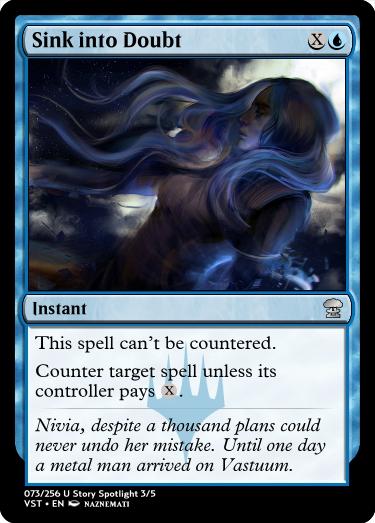 Sink into Doubt X
Instant
This spell can't be countered.
Counter target spell unless its
controller pays X.
Nivia, despite a thousand plans could
never undo her mistake. Until one day
a metal man arrived on Vastuum.
073/256 U Story Spotlight 3/5
VST • EN NAZNEMATI